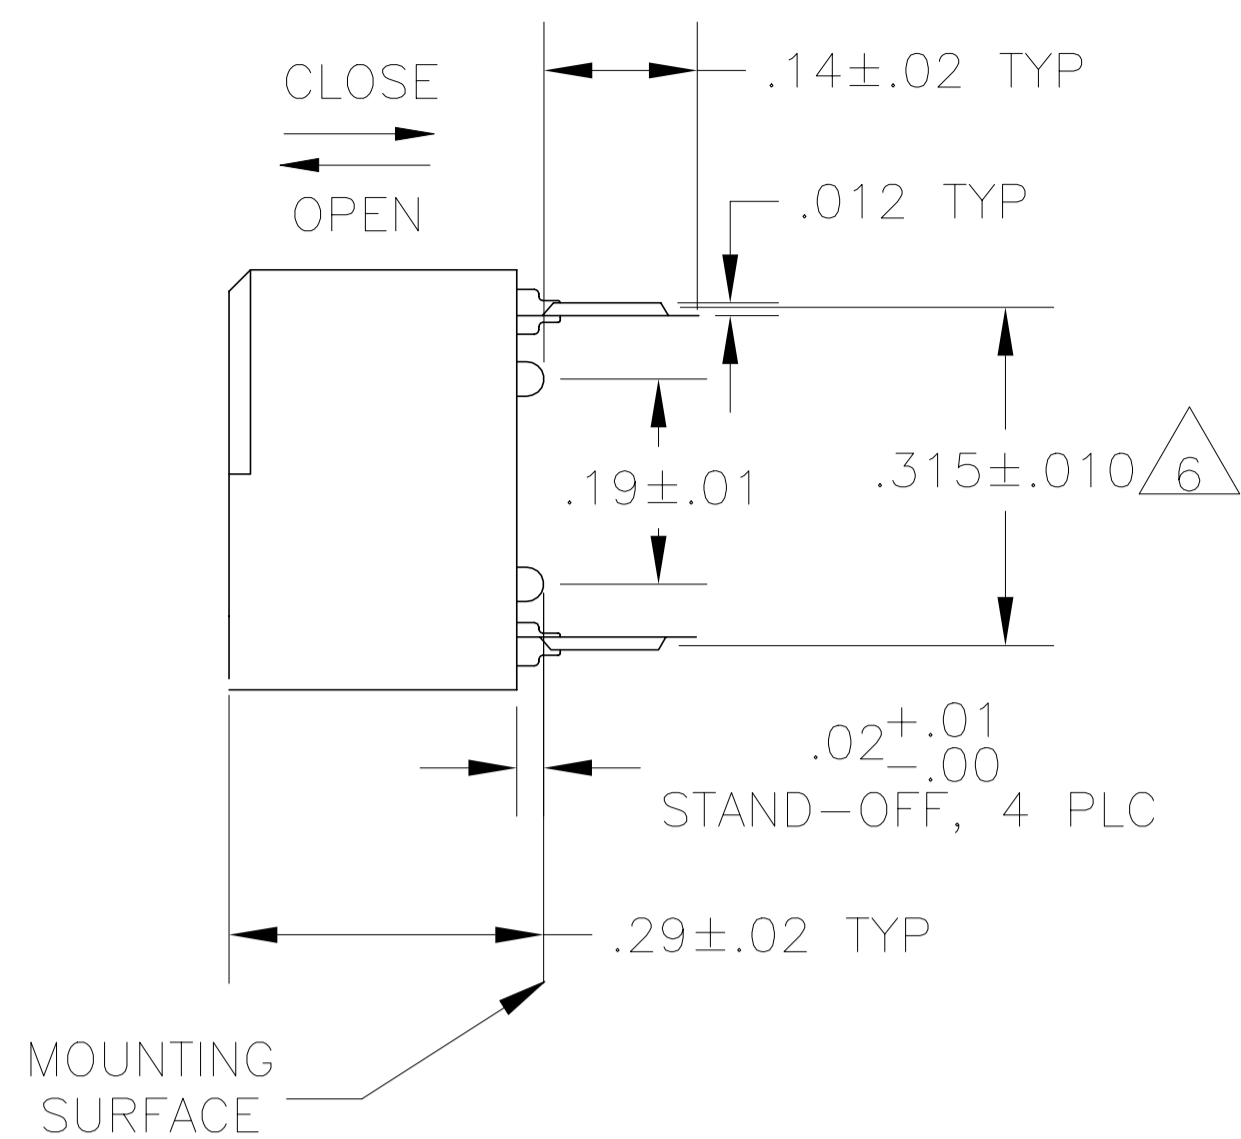 CLOSE
OPEN
.14±.02 TYP
.012 TYP
.19±.01
.315±.010
6
.02+.01
-.00
STAND-OFF, 4 PLC
.29±.02 TYP
MOUNTING
SURFACE